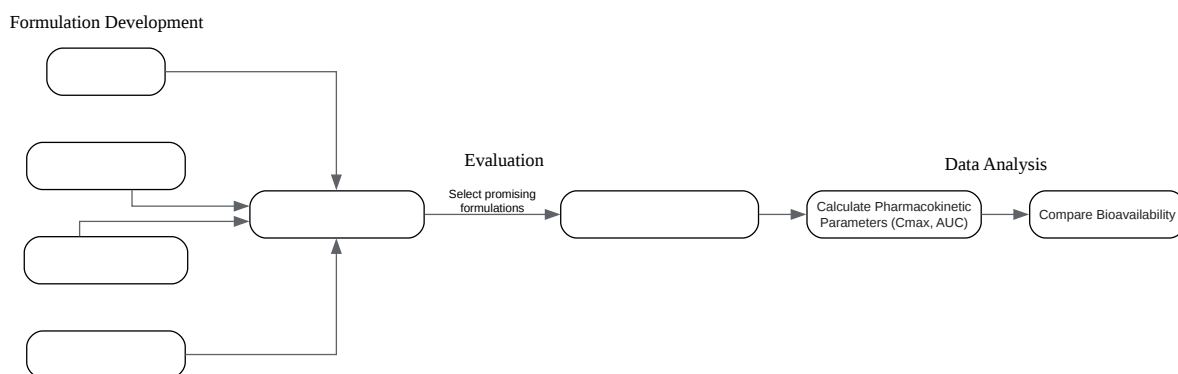 Formulation Development
Evaluation
Select promising
formulations
Data Analysis
Calculate Pharmacokinetic
Parameters (Cmax, AUC)
Compare Bioavailability